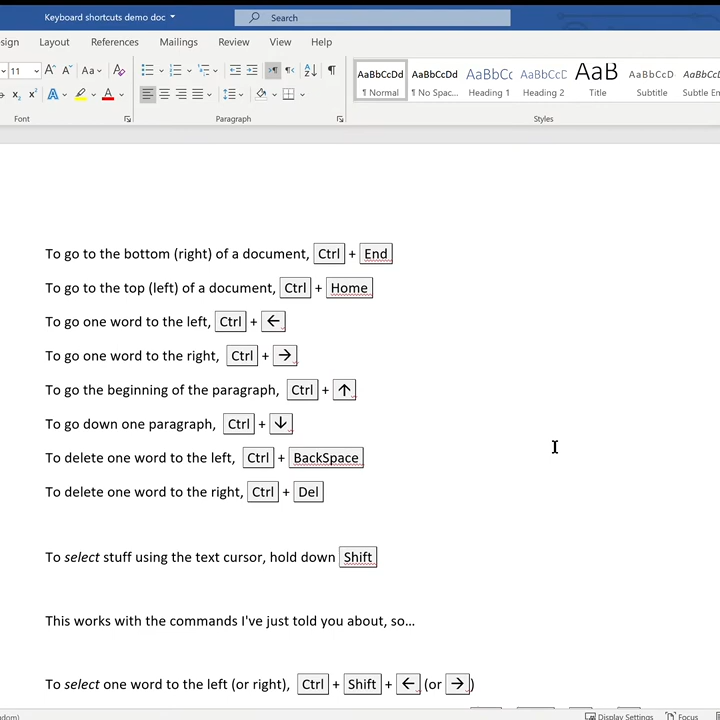 Keyboard shortcuts demo doc
Search
sign Layout References Mailings Review View Help
11 Aa
AaBbCcDd AaBbCcDd AaBbCc AaBbCcD AaB AaBbCcD AaBbCcD
¶ Normal ¶ No Spac... Heading 1 Heading 2 Title Subtitle Subtle Em
Font Paragraph Styles
To go to the bottom (right) of a document, Ctrl + End
To go to the top (left) of a document, Ctrl + Home
To go one word to the left, Ctrl + ←
To go one word to the right, Ctrl + →
To go the beginning of the paragraph, Ctrl + ↑
To go down one paragraph, Ctrl + ↓
To delete one word to the left, Ctrl + BackSpace
To delete one word to the right, Ctrl + Del
To select stuff using the text cursor, hold down Shift
This works with the commands I've just told you about, so...
To select one word to the left (or right), Ctrl + Shift + ← (or →)
Display Settings Focus